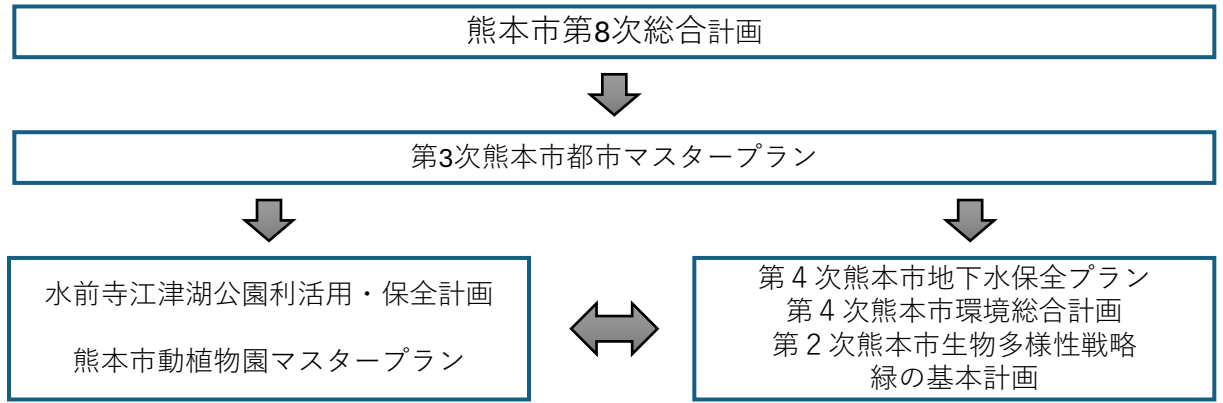 熊本市第8次総合計画
第3次熊本市都市マスタープラン
水前寺江津湖公園利活用・保全計画
熊本市動植物園マスタープラン
第４次熊本市地下水保全プラン
第４次熊本市環境総合計画
第２次熊本市生物多様性戦略
緑の基本計画